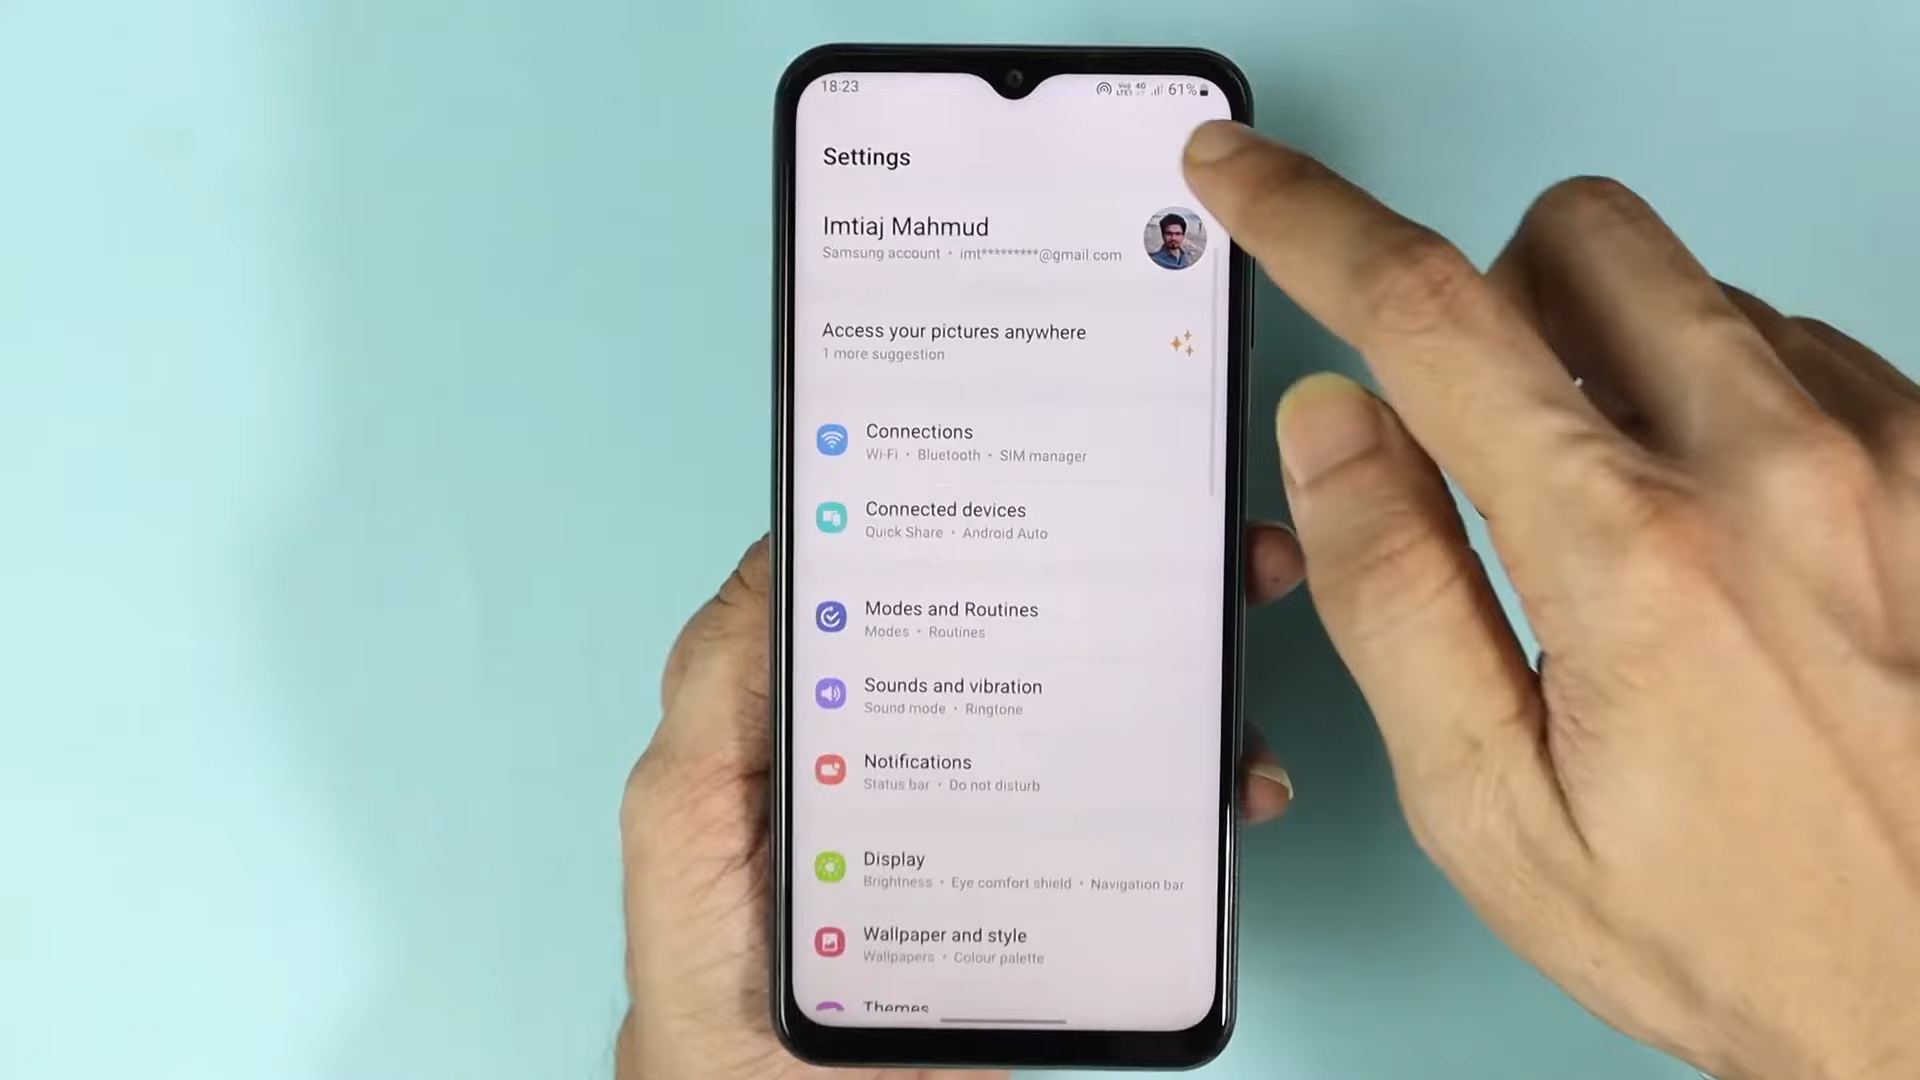 18:23
61%
Settings
Imtiaj Mahmud
Samsung account • imt*********@gmail com
Access your pictures anywhere
1 more suggestion
Connections
Wi-Fi • Bluetooth • SIM manager
Connected devices
Quick Share • Android Auto
Modes and Routines
Modes • Routines
Sounds and vibration
Sound mode • Ringtone
Notifications
Status bar • Do not disturb
Display
Brightness • Eye comfort shield • Navigation bar
Wallpaper and style
Wallpapers • Colour palette
Themes